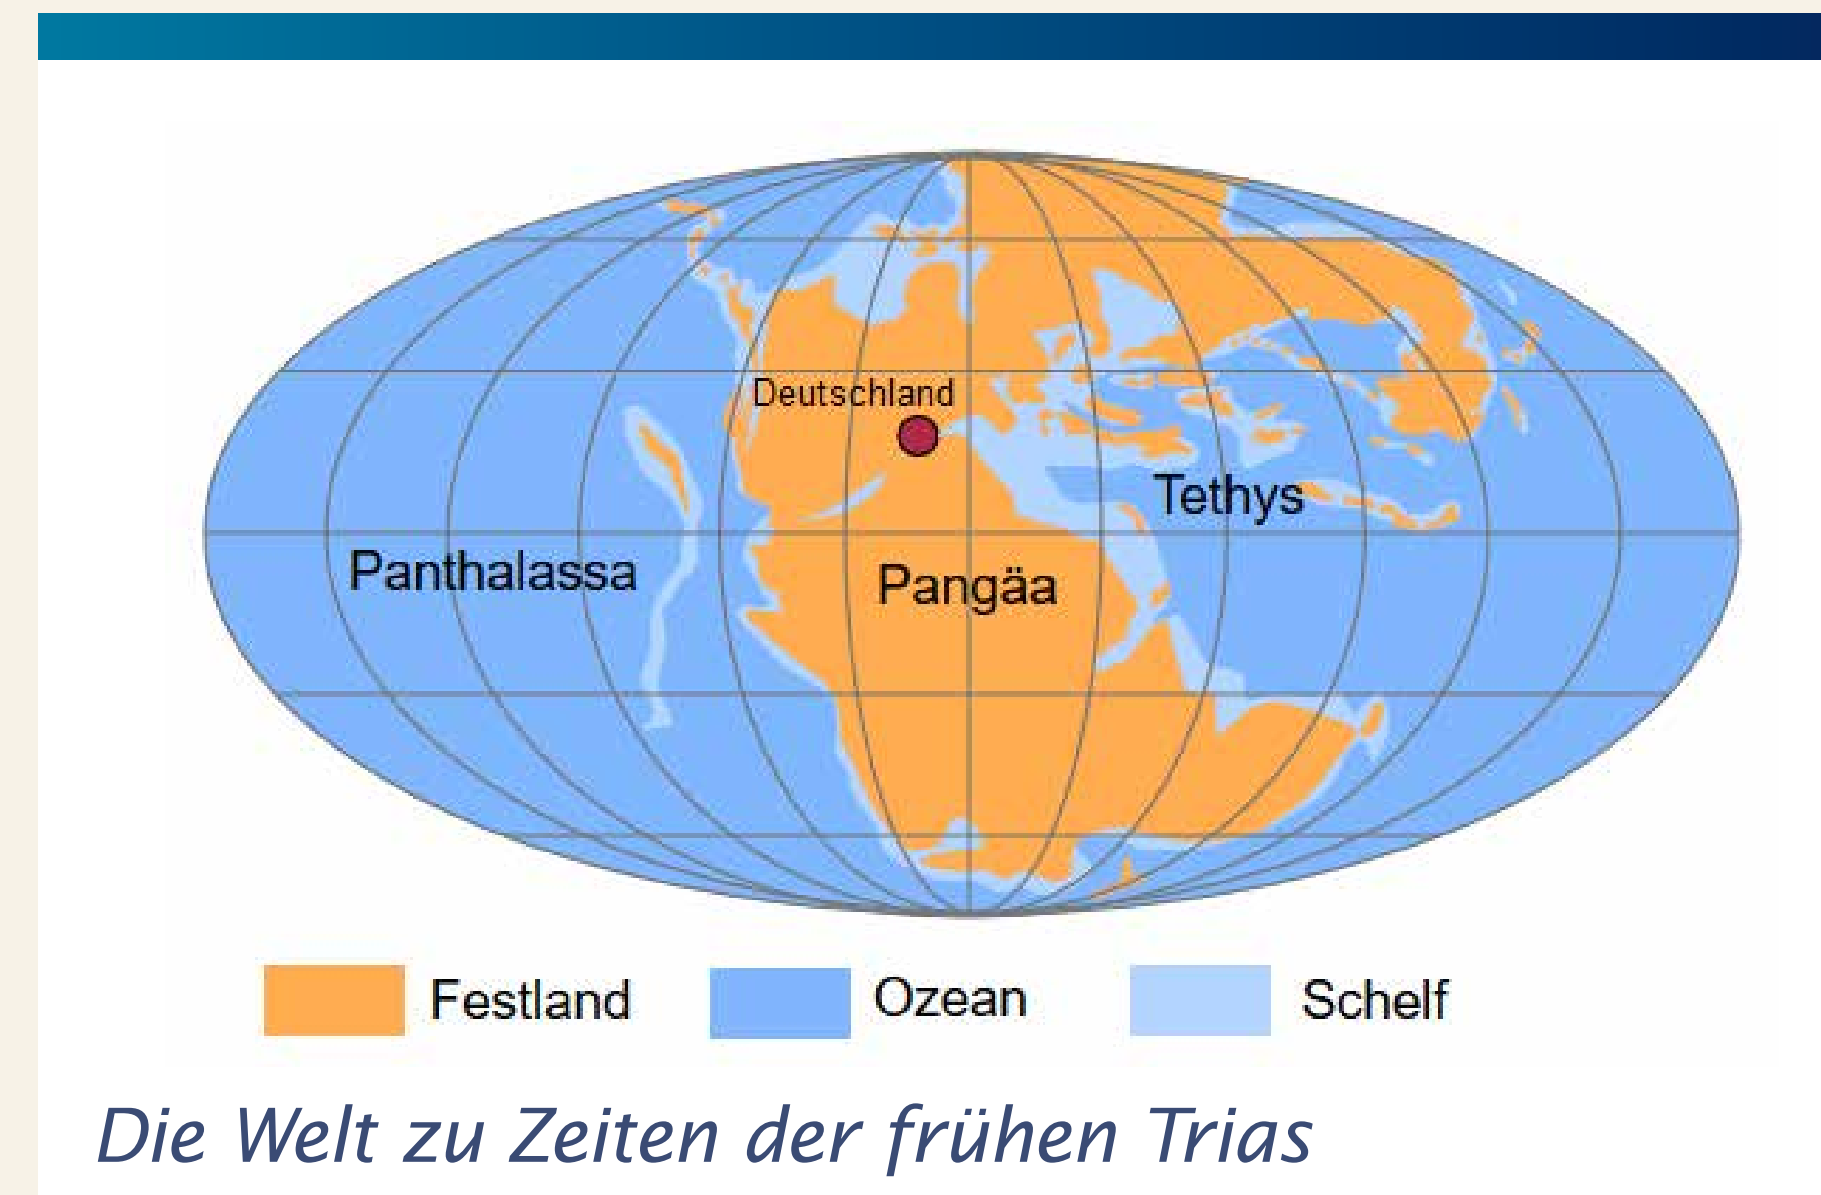 Deutschland
Tethys
Panthalassa
Pangäa
Festland
Ozean
Schelf
Die Welt zu Zeiten der frühen Trias